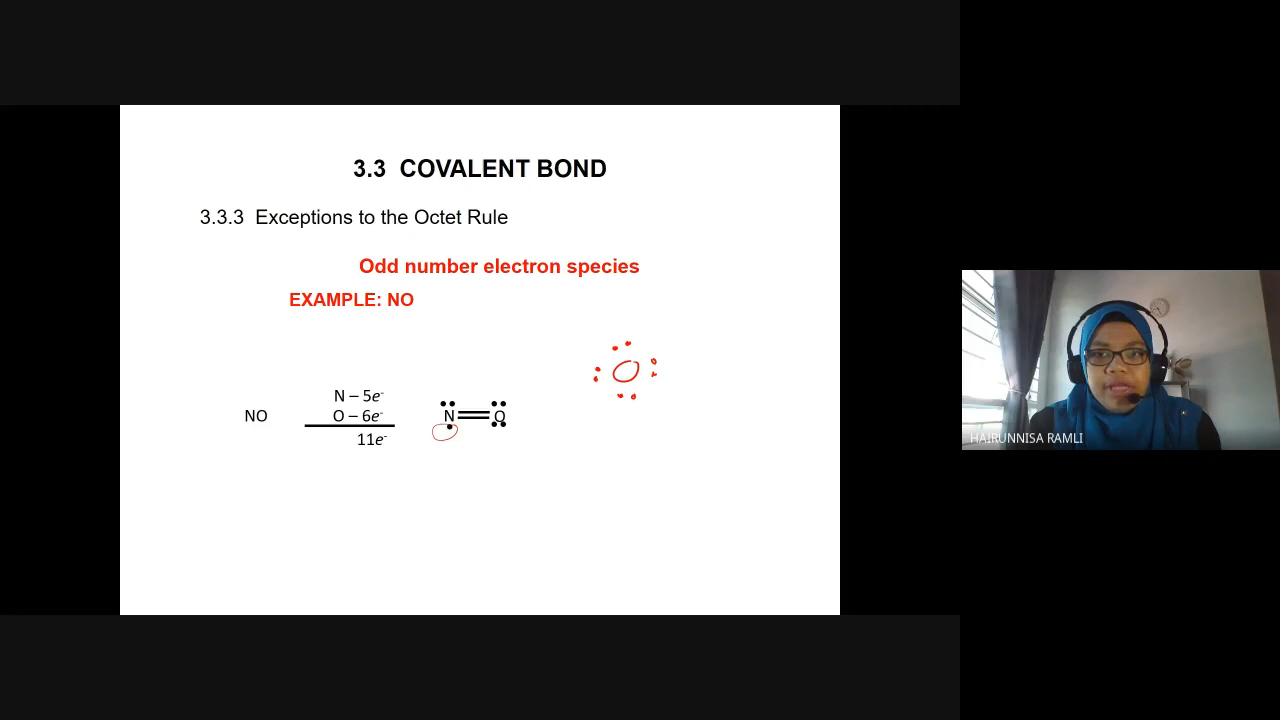 3.3 COVALENT BOND
3.3.3 Exceptions to the Octet Rule
Odd number electron species
EXAMPLE: NO
N – 5e⁻
NO O – 6e⁻ N O
11e⁻
HAIRUNNISA RAMLI